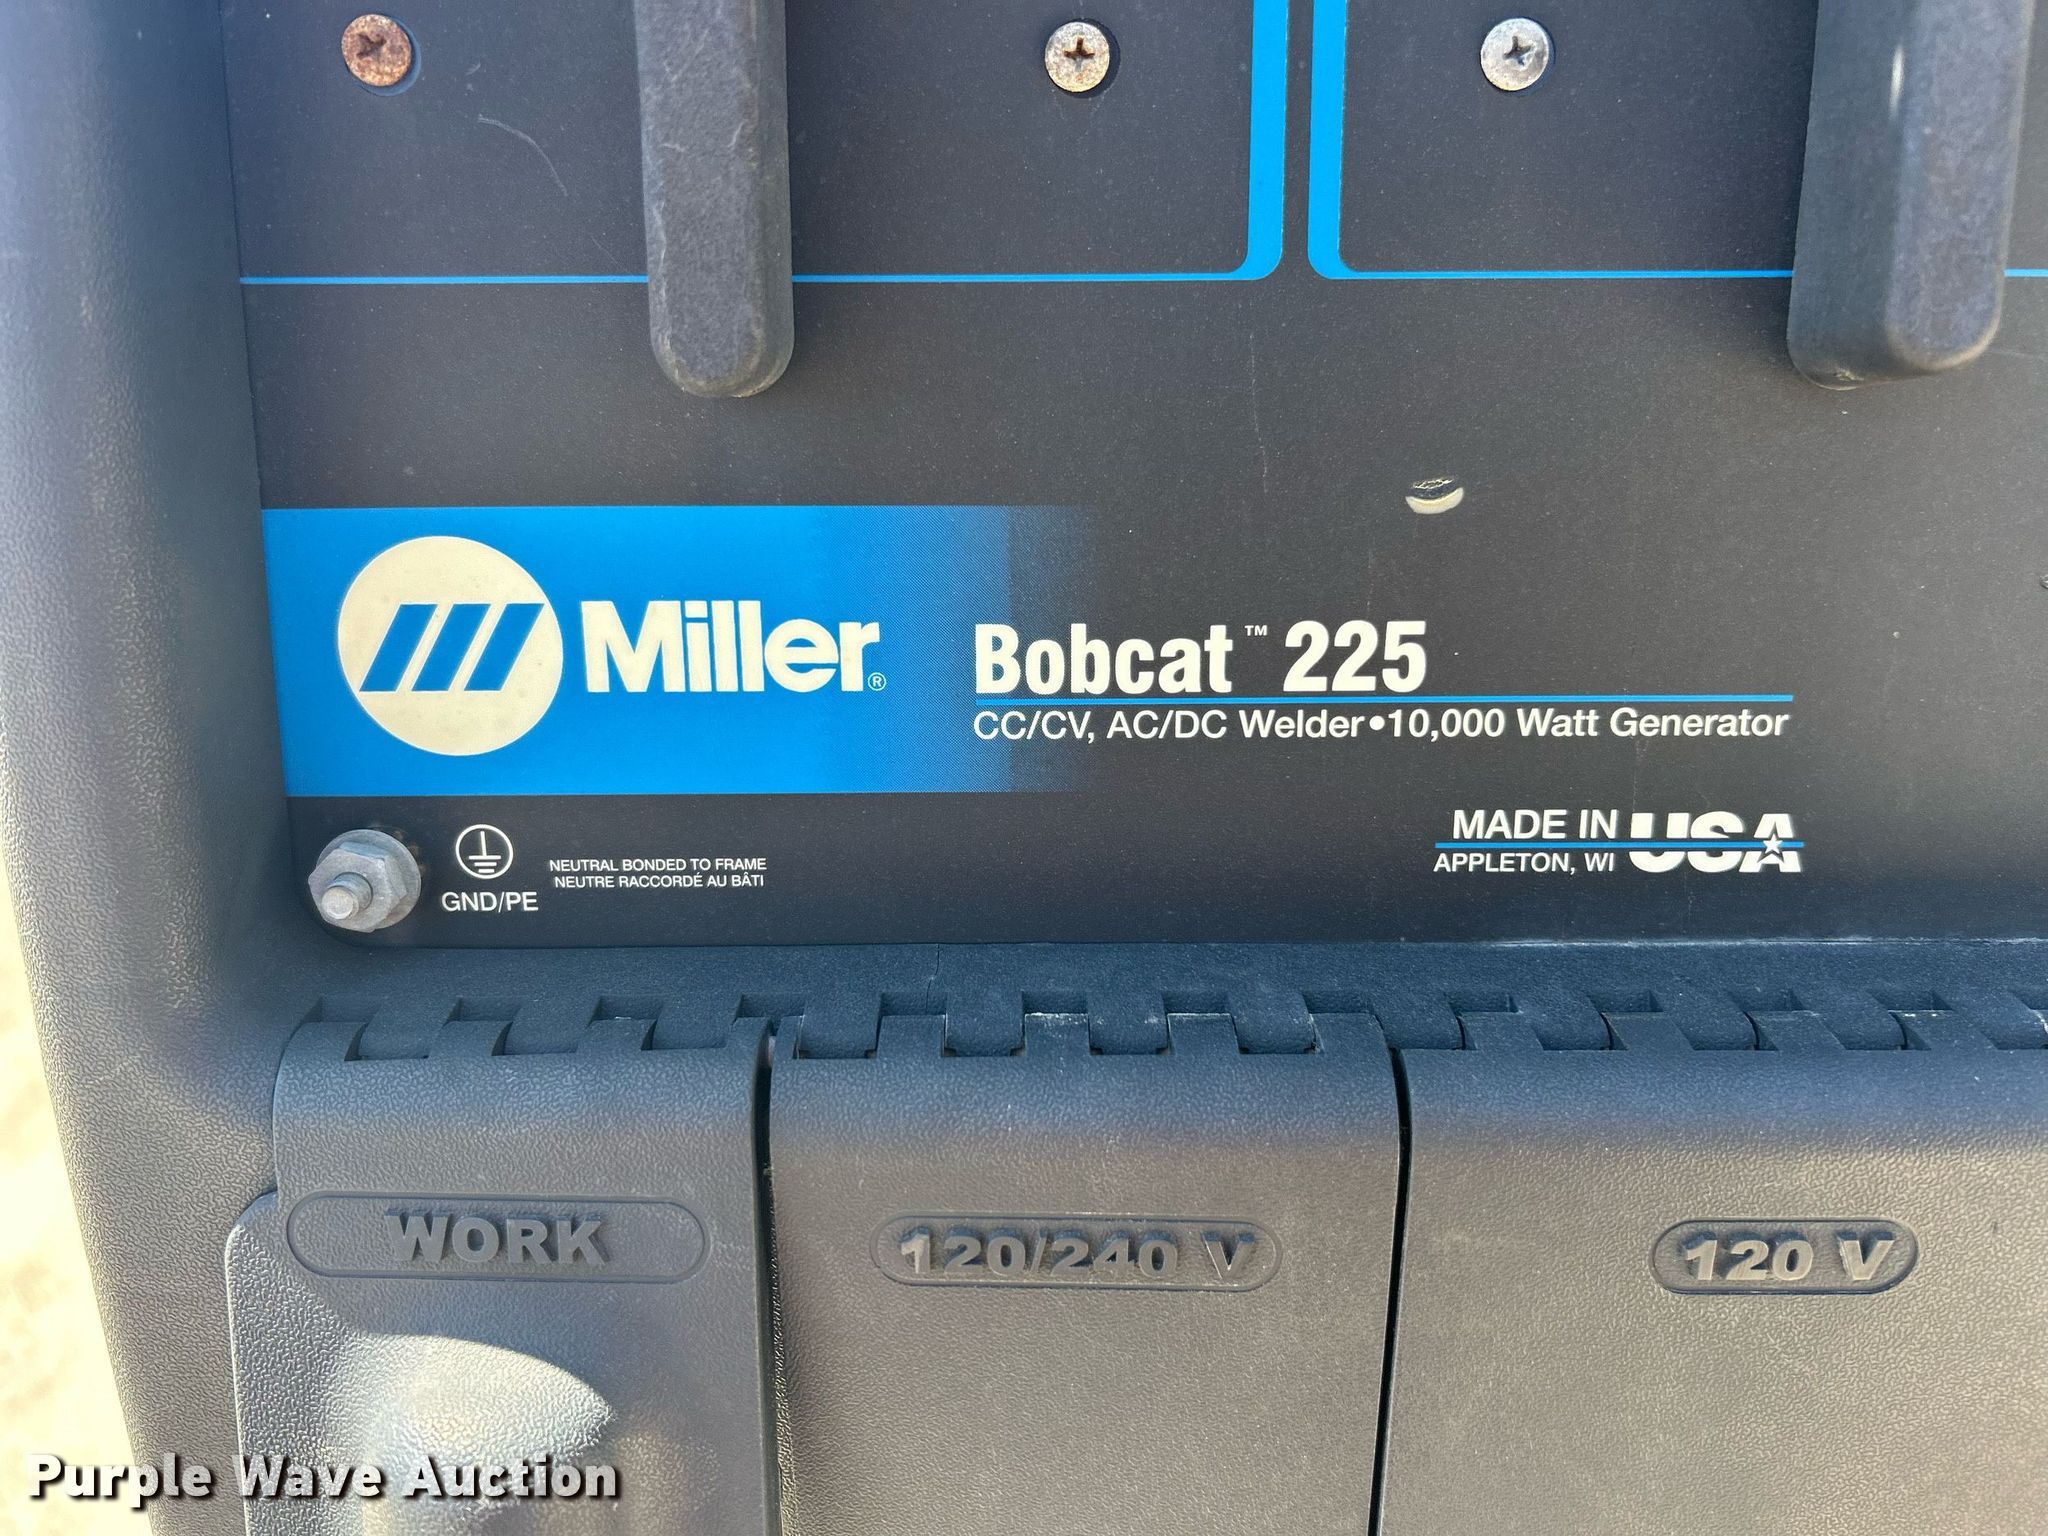 Miller®
Bobcat™ 225
CC/CV, AC/DC Welder•10,000 Watt Generator
MADE IN USA
APPLETON, WI
GND/PE
NEUTRAL BONDED TO FRAME
NEUTRE RACCORDÉ AU BÂTI
WORK
120/240 V
120 V
Purple Wave Auction